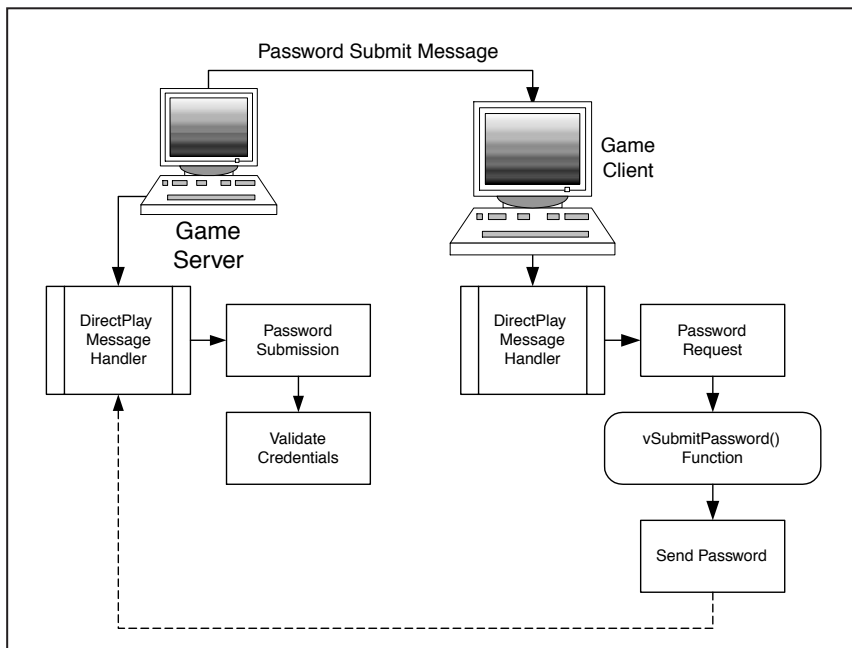 Password Submit Message
Game
Client
Game
Server
DirectPlay
Message
Handler
Password
Submission
DirectPlay
Message
Handler
Password
Request
Validate
Credentials
vSubmitPassword()
Function
Send Password